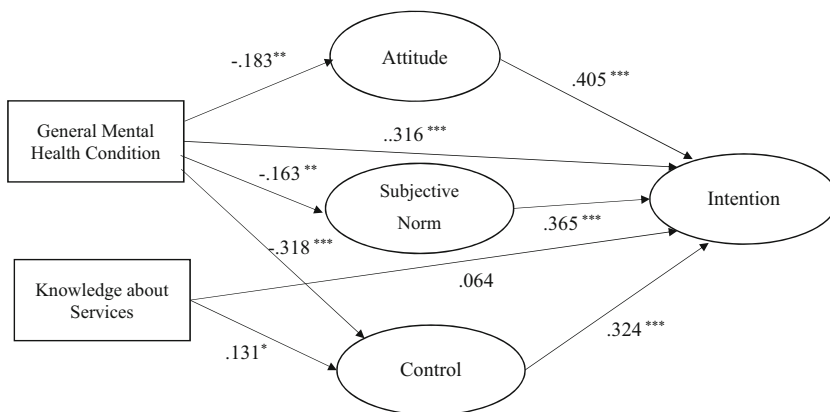 -.183**
Attitude
.405 ***
General Mental
Health Condition
..316 ***
-.163 **
Subjective
Norm
Intention
.365 ***
-.318 ***
Knowledge about
Services
.064
.131*
Control
.324 ***